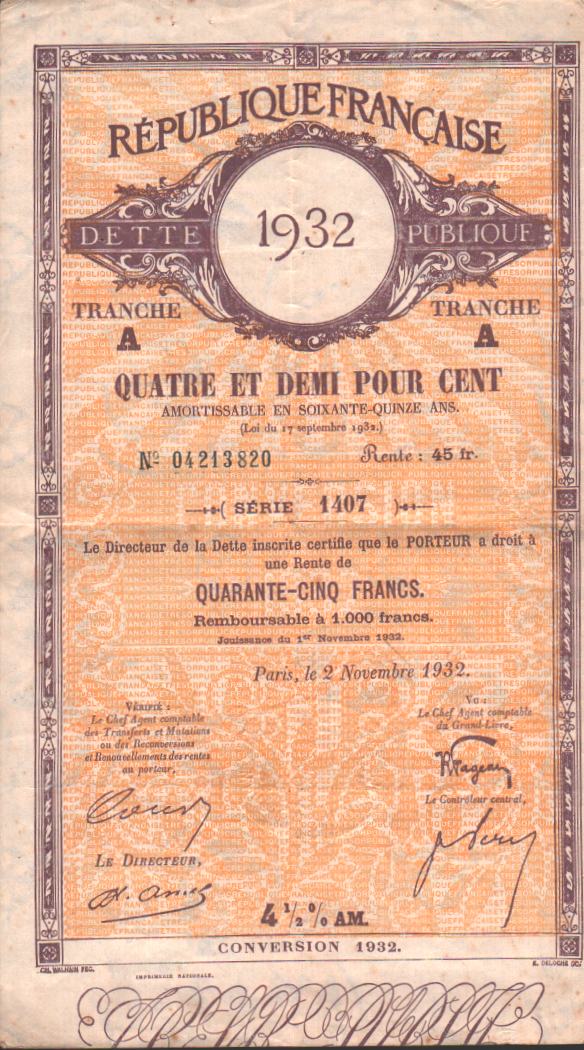 RÉPUBLIQUE FRANÇAISE
DETTE 1932 PUBLIQUE
TRANCHE A
TRANCHE A
QUATRE ET DEMI POUR CENT
AMORTISSABLE EN SOIXANTE-QUINZE ANS.
(Loi du 17 septembre 1932.)
No 04213820 Rente : 45 fr.
SÉRIE 1407
Le Directeur de la Dette inscrite certifie que le PORTEUR a droit à
une Rente de
QUARANTE-CINQ FRANCS.
Remboursable à 1.000 francs.
Jouissance du 1er Novembre 1932.
Paris, le 2 Novembre 1932.
VÉRIFIÉ :
Le Chef Agent comptable
des Transferts et Mutations
ou des Reconversions
et Renouvellements des rentes
au porteur,
LE DIRECTEUR,
Vu :
Le Chef Agent comptable
du Grand-Livre,
Le Contrôleur central,
4 1/2 % AM.
CONVERSION 1932.
CH. WALHAIN FEC.
IMPRIMERIE NATIONALE.
E. DELOCHE SC.